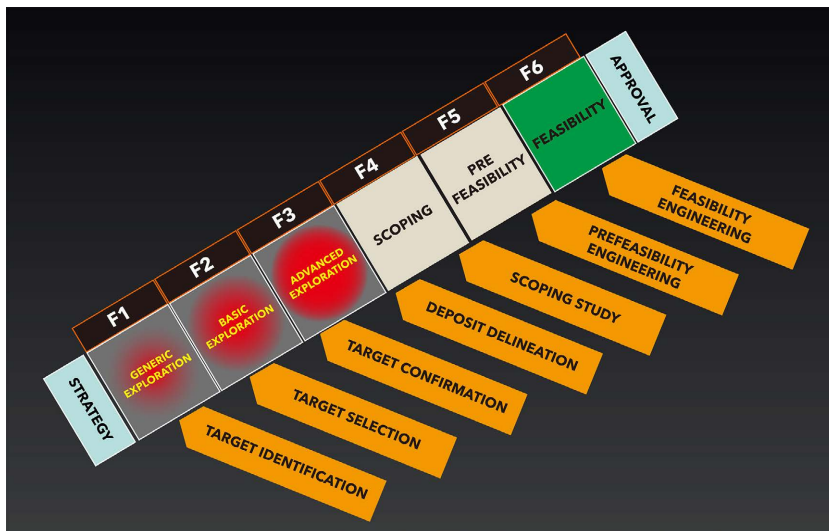 STRATEGY
F1
GENERIC
EXPLORATION
F2
BASIC
EXPLORATION
F3
ADVANCED
EXPLORATION
F4
SCOPING
F5
PRE
FEASIBILITY
F6
FEASIBILITY
APPROVAL
TARGET IDENTIFICATION
TARGET SELECTION
TARGET CONFIRMATION
DEPOSIT DELINEATION
SCOPING STUDY
PREFEASIBILITY
ENGINEERING
FEASIBILITY
ENGINEERING